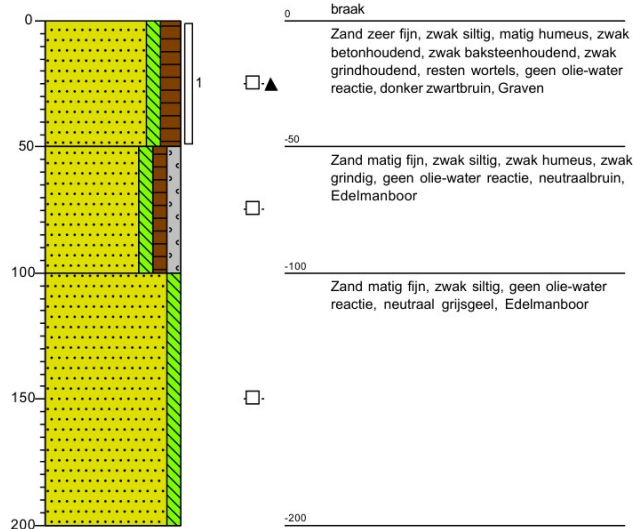 0
50
100
150
200
1
0
braak
Zand zeer fijn, zwak siltig, matig humeus, zwak
betonhoudend, zwak baksteenhoudend, zwak
grindhoudend, resten wortels, geen olie-water
reactie, donker zwartbruin, Graven
-50
Zand matig fijn, zwak siltig, zwak humeus, zwak
grindig, geen olie-water reactie, neutraalbruin,
Edelmanboor
-100
Zand matig fijn, zwak siltig, geen olie-water
reactie, neutraal grijsgeel, Edelmanboor
-200